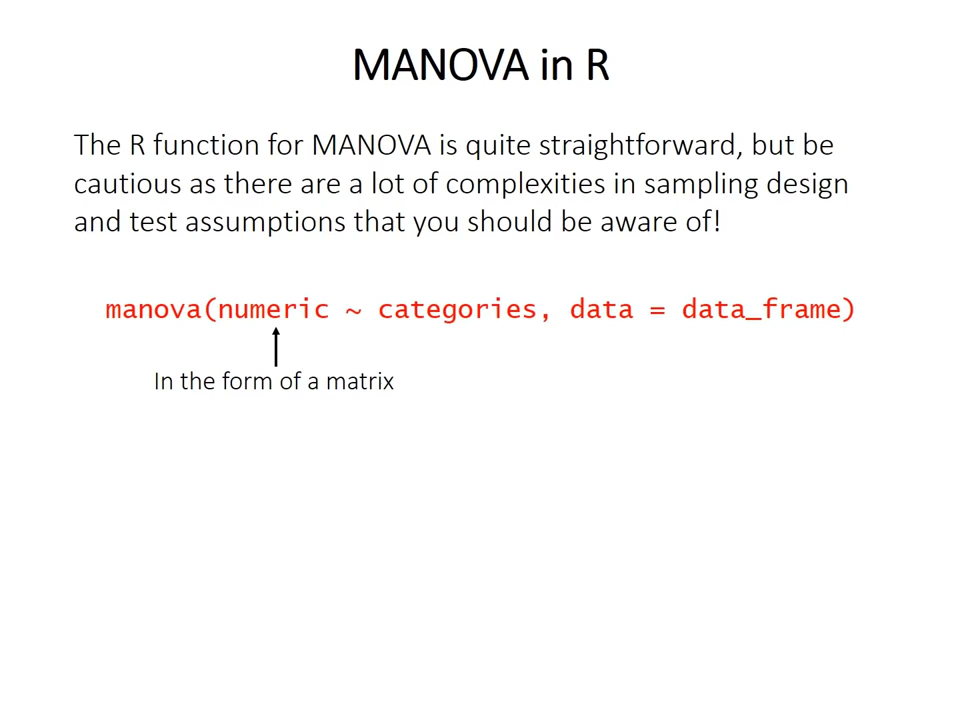 MANOVA in R
The R function for MANOVA is quite straightforward, but be
cautious as there are a lot of complexities in sampling design
and test assumptions that you should be aware of!
manova(numeric ~ categories, data = data_frame)
In the form of a matrix